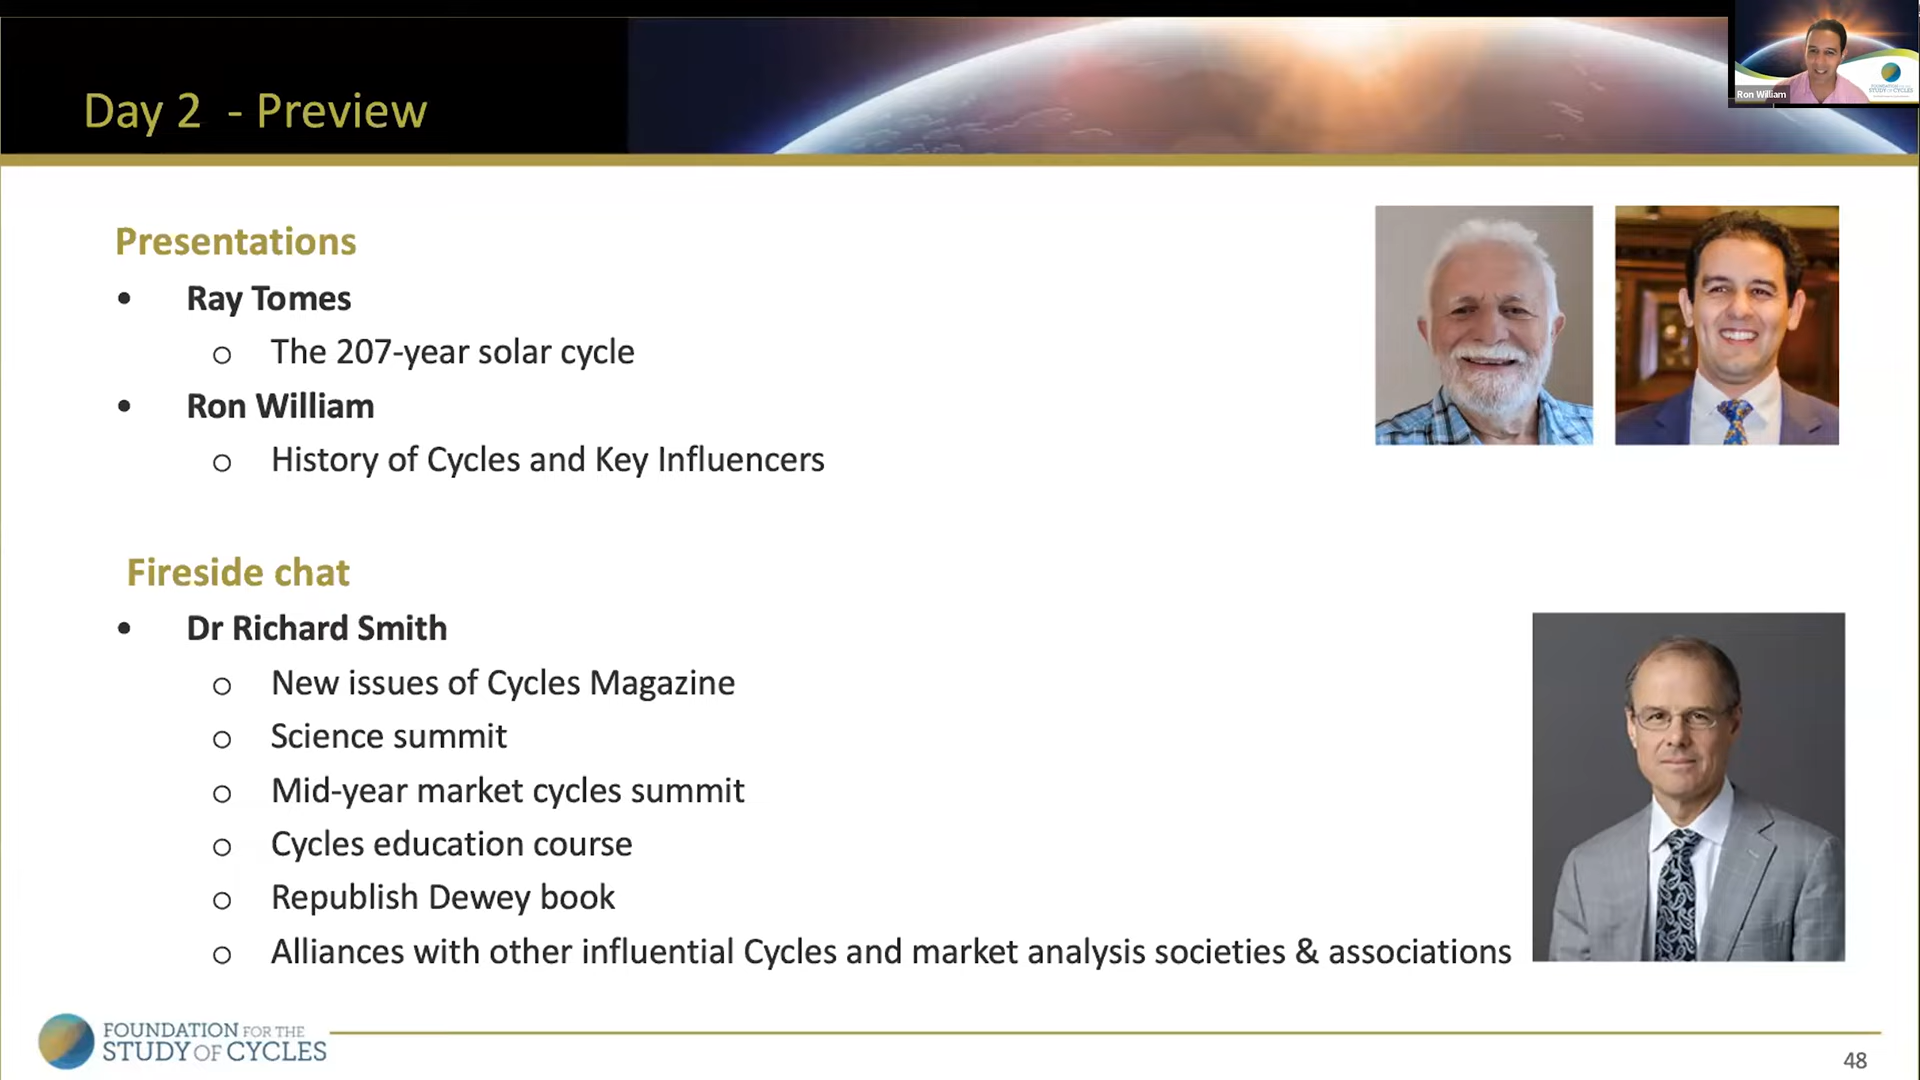 Day 2 - Preview
Ron William
Presentations
• Ray Tomes
o The 207-year solar cycle
• Ron William
o History of Cycles and Key Influencers
Fireside chat
• Dr Richard Smith
o New issues of Cycles Magazine
o Science summit
o Mid-year market cycles summit
o Cycles education course
o Republish Dewey book
o Alliances with other influential Cycles and market analysis societies & associations
FOUNDATION FOR THE
STUDY OF CYCLES
48